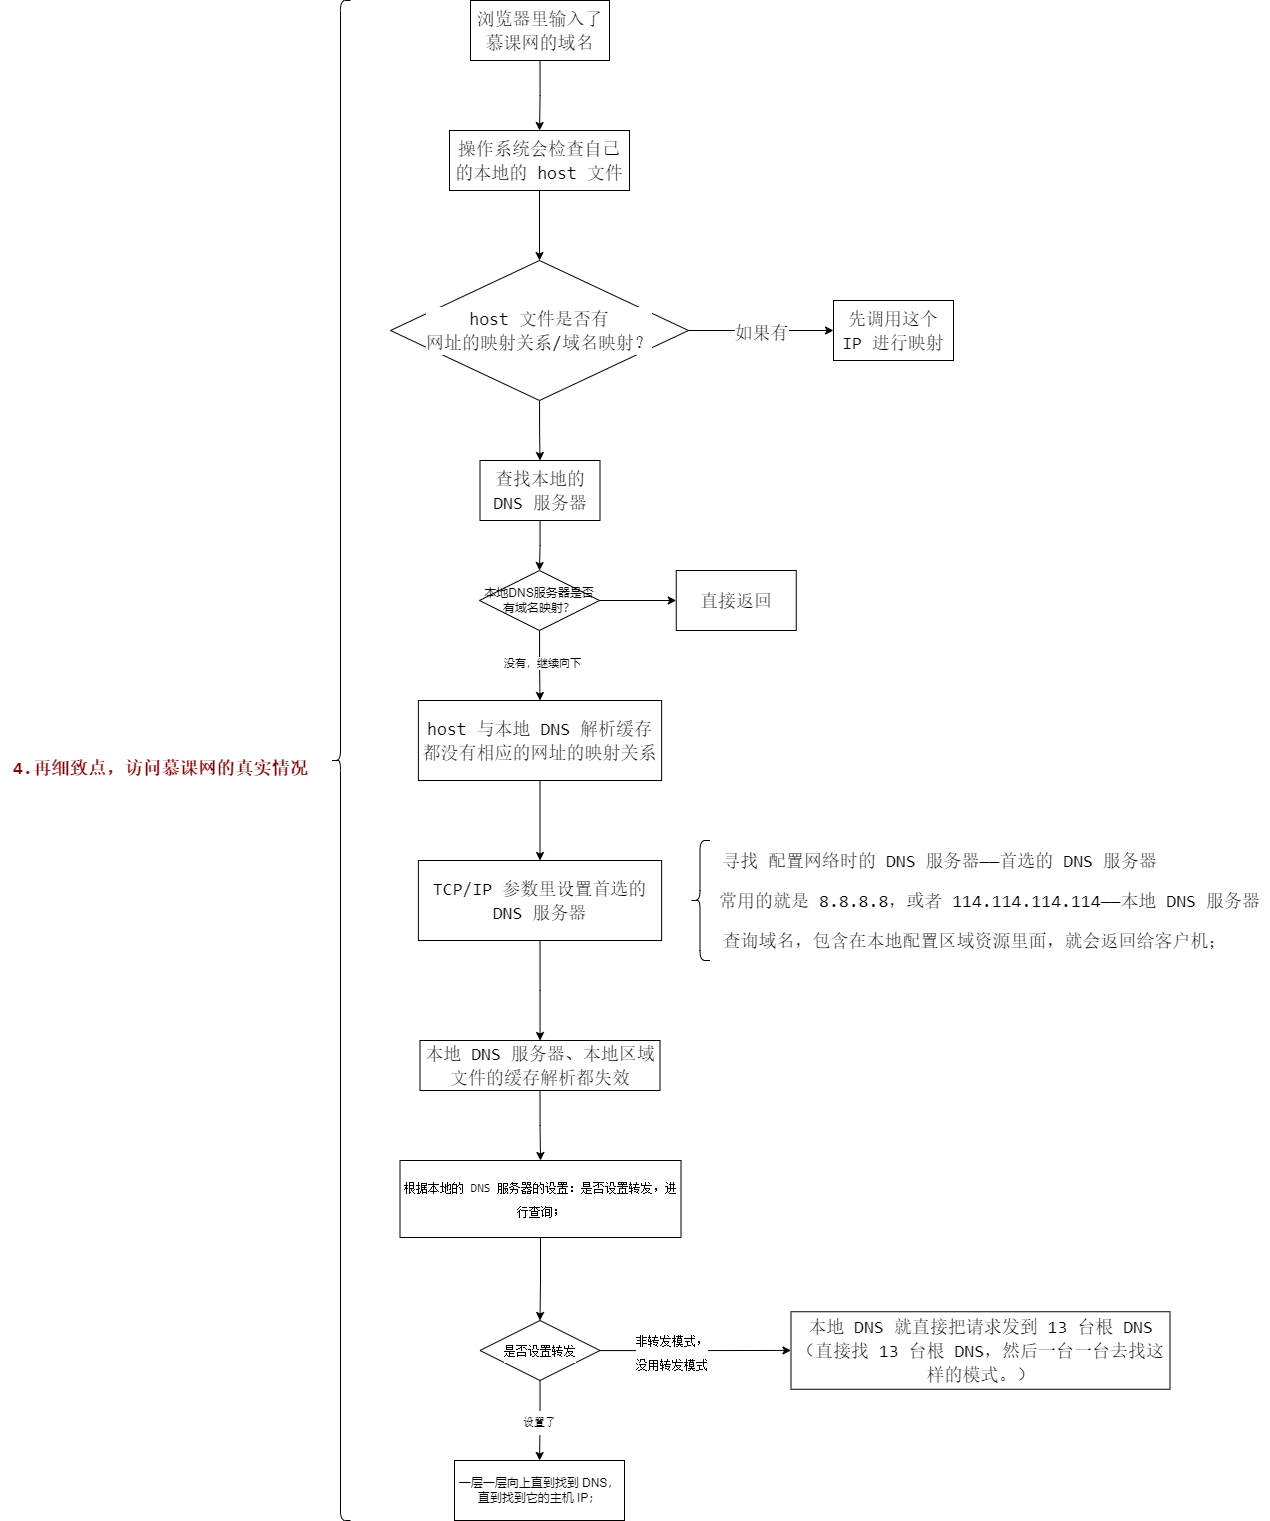 浏览器里输入了
慕课网的域名
操作系统会检查自己
的本地的 host 文件
host 文件是否有
网址的映射关系/域名映射?
如果有
先调用这个
IP 进行映射
查找本地的
DNS 服务器
本地DNS服务器是否
有域名映射?
直接返回
没有，继续向下
host 与本地 DNS 解析缓存
都没有相应的网址的映射关系
4.再细致点，访问慕课网的真实情况
TCP/IP 参数里设置首选的
DNS 服务器
寻找 配置网络时的 DNS 服务器——首选的 DNS 服务器
常用的就是 8.8.8.8，或者 114.114.114.114——本地 DNS 服务器
查询域名，包含在本地配置区域资源里面，就会返回给客户机；
本地 DNS 服务器、本地区域
文件的缓存解析都失效
根据本地的 DNS 服务器的设置：是否设置转发，进
行查询；
是否设置转发
非转发模式，
没用转发模式
本地 DNS 就直接把请求发到 13 台根 DNS
（直接找 13 台根 DNS，然后一台一台去找这
样的模式。）
设置了
一层一层向上直到找到 DNS，
直到找到它的主机 IP；